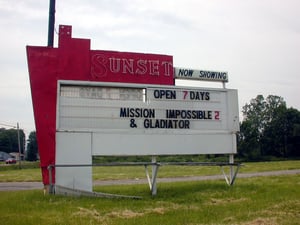 SUNSET
NOW SHOWING
OPEN 7 DAYS
MISSION IMPOSSIBLE 2
& GLADIATOR